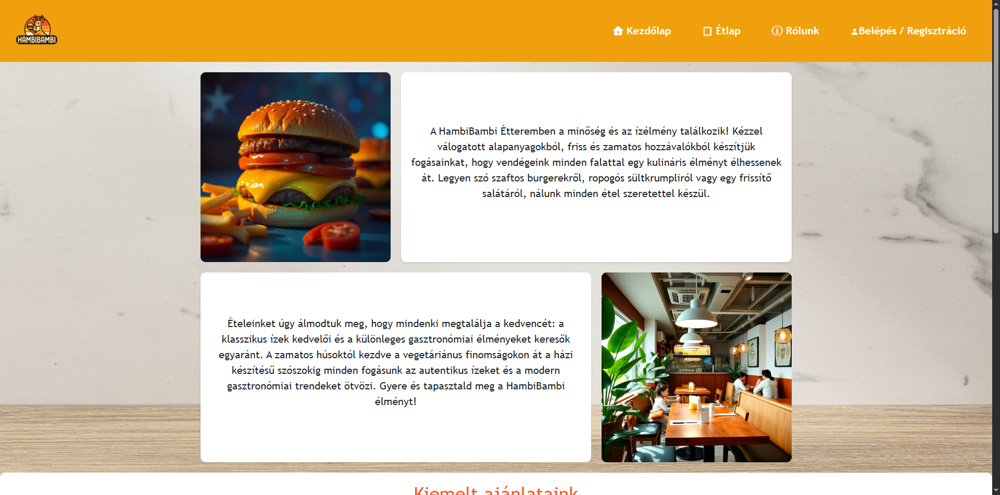 HAMBIBAMBI
Kezdőlap
Étlap
Rólunk
Belépés / Regisztráció
A HambiBambi Étteremben a minőség és az ízélmény találkozik! Kézzel
válogatott alapanyagokból, friss és zamatos hozzávalókból készítjük
fogásainkat, hogy vendégeink minden falattal egy kulináris élményt élhessenek
át. Legyen szó szaftos burgerekről, ropogós sültkrumpliról vagy egy frissítő
salátáról, nálunk minden étel szeretettel készül.
Ételeinket úgy álmodtuk meg, hogy mindenki megtalálja a kedvencét: a
klasszikus ízek kedvelői és a különleges gasztronómiai élményeket keresők
egyaránt. A zamatos húsoktól kezdve a vegetáriánus finomságokon át a házi
készítésű szószokig minden fogásunk az autentikus ízeket és a modern
gasztronómiai trendeket ötvözi. Gyere és tapasztald meg a HambiBambi
élményt!
Kiemelt ajánlataink